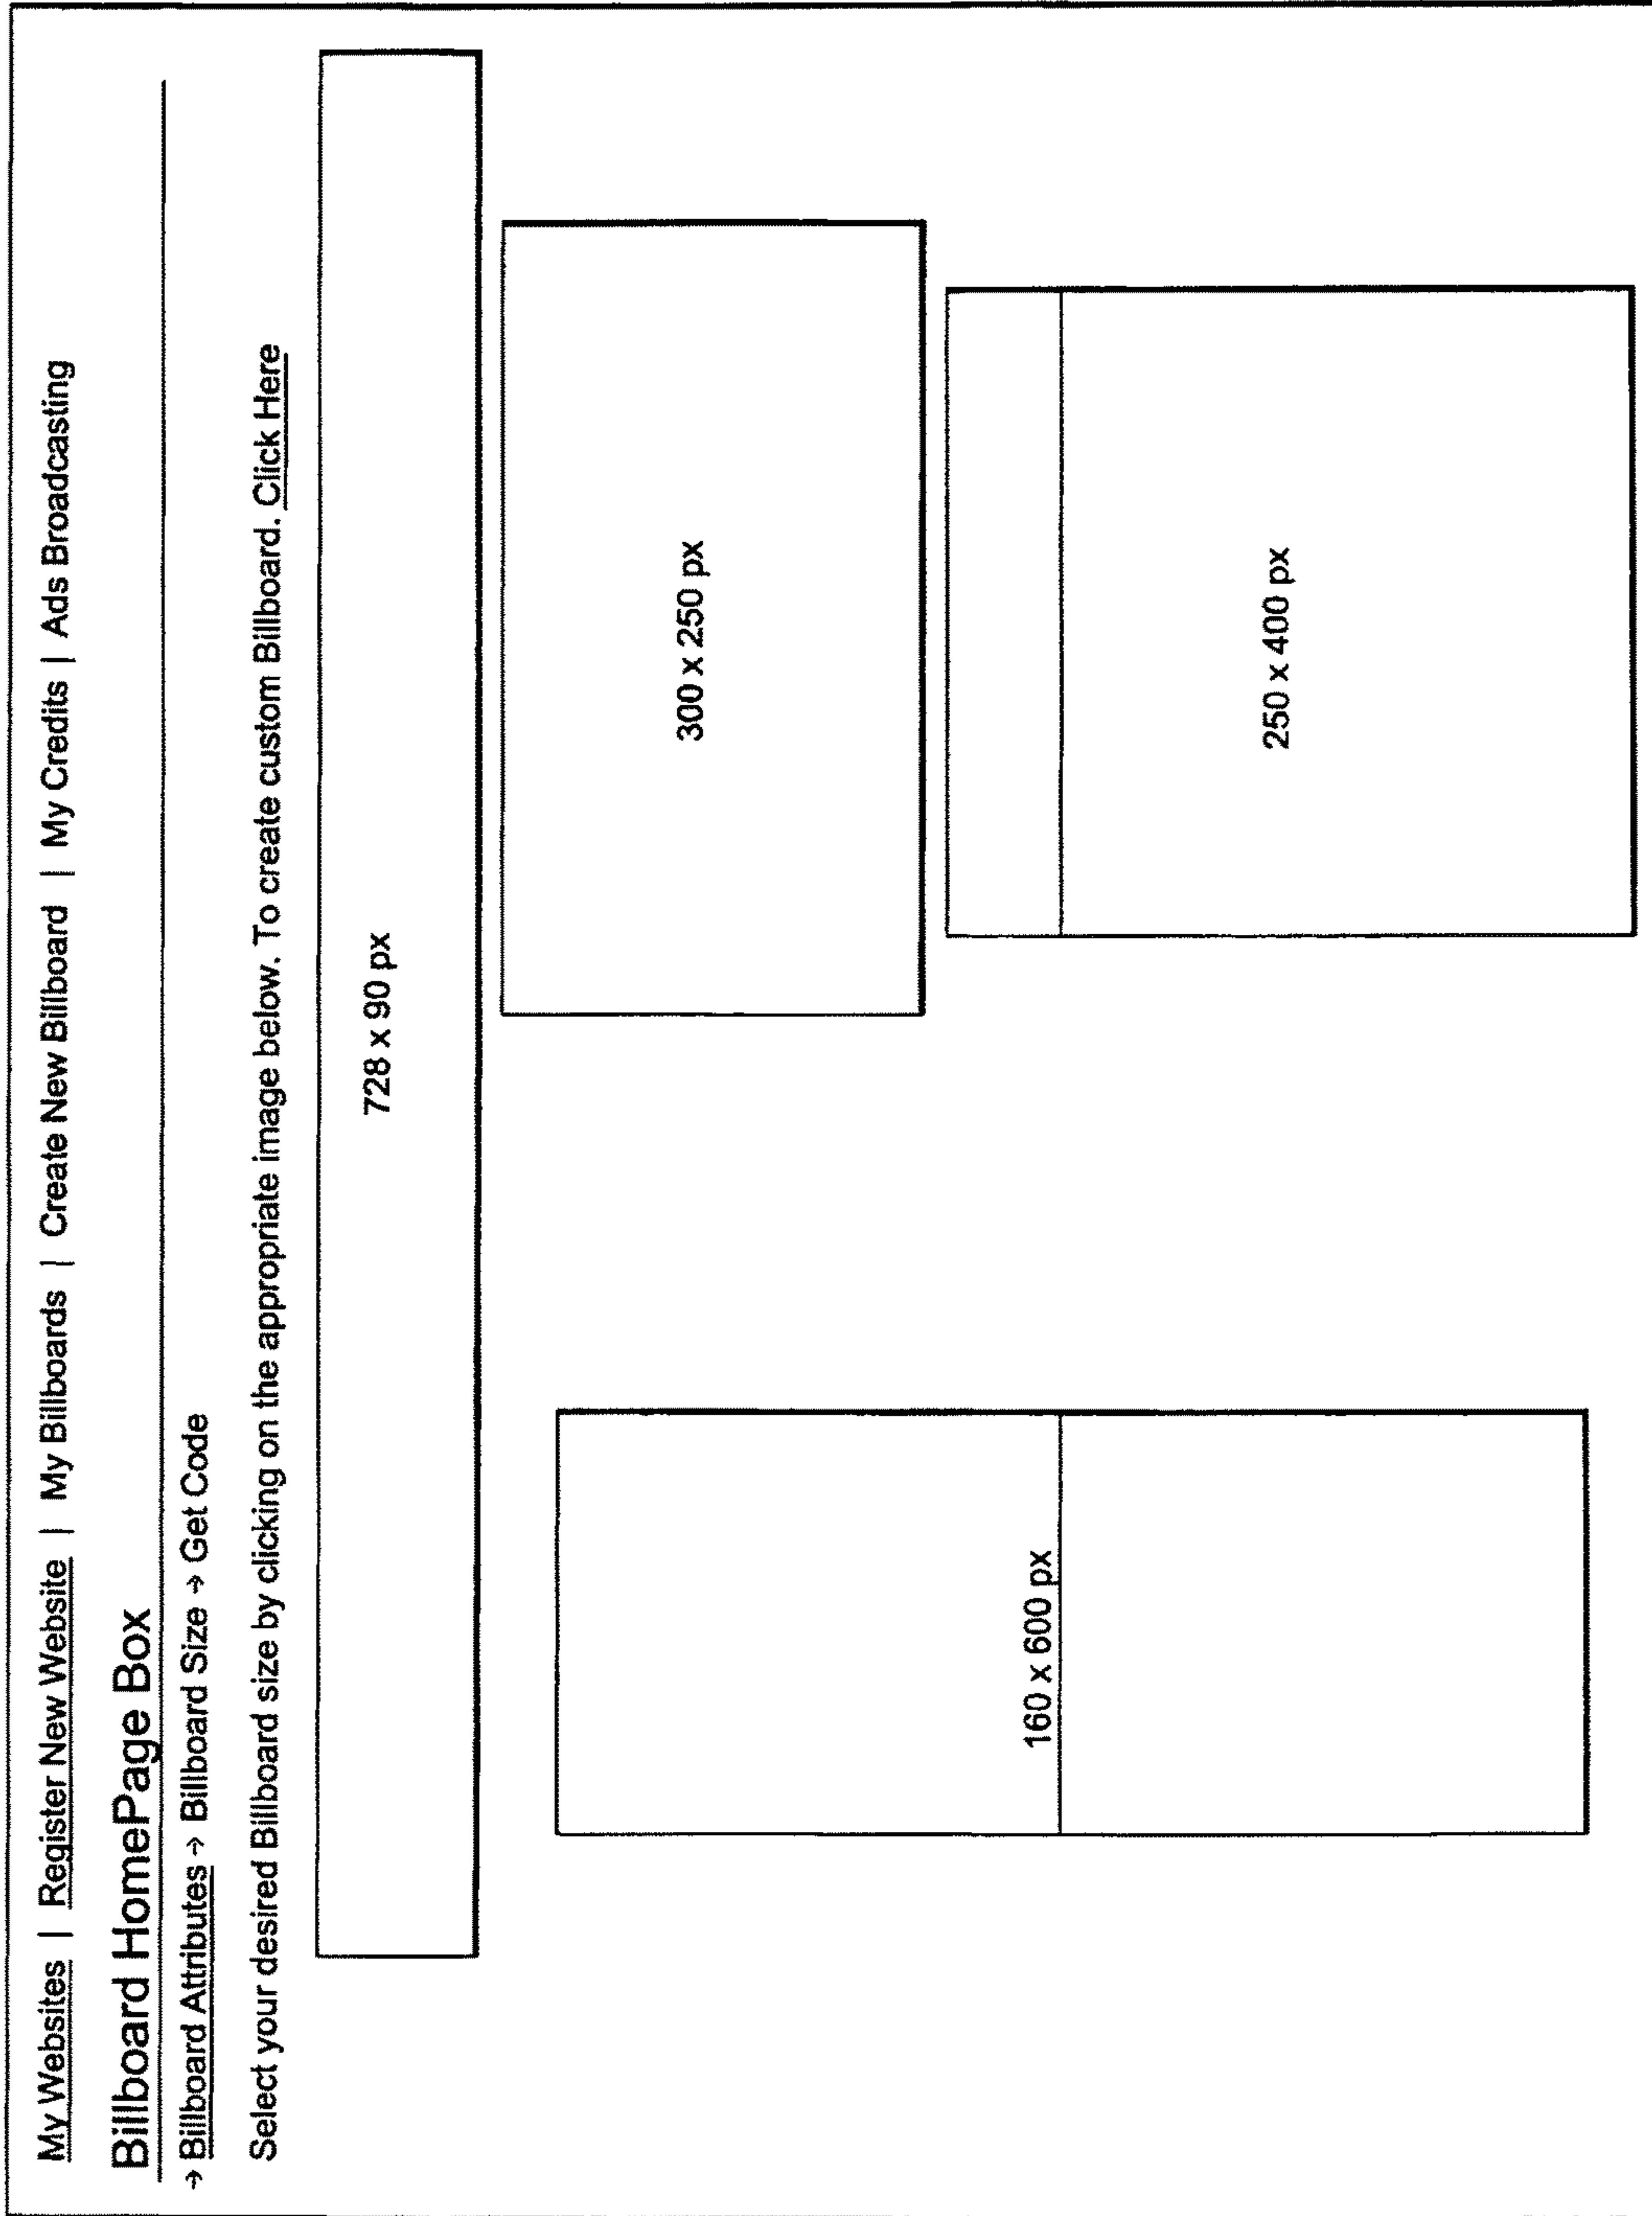 My Websites | Register New Website | My Billboards | Create New Billboard | My Credits | Ads Broadcasting
Billboard HomePage Box
→ Billboard Attributes → Billboard Size → Get Code
Select your desired Billboard size by clicking on the appropriate image below. To create custom Billboard. Click Here
728 x 90 px
300 x 250 px
160 x 600 px
250 x 400 px